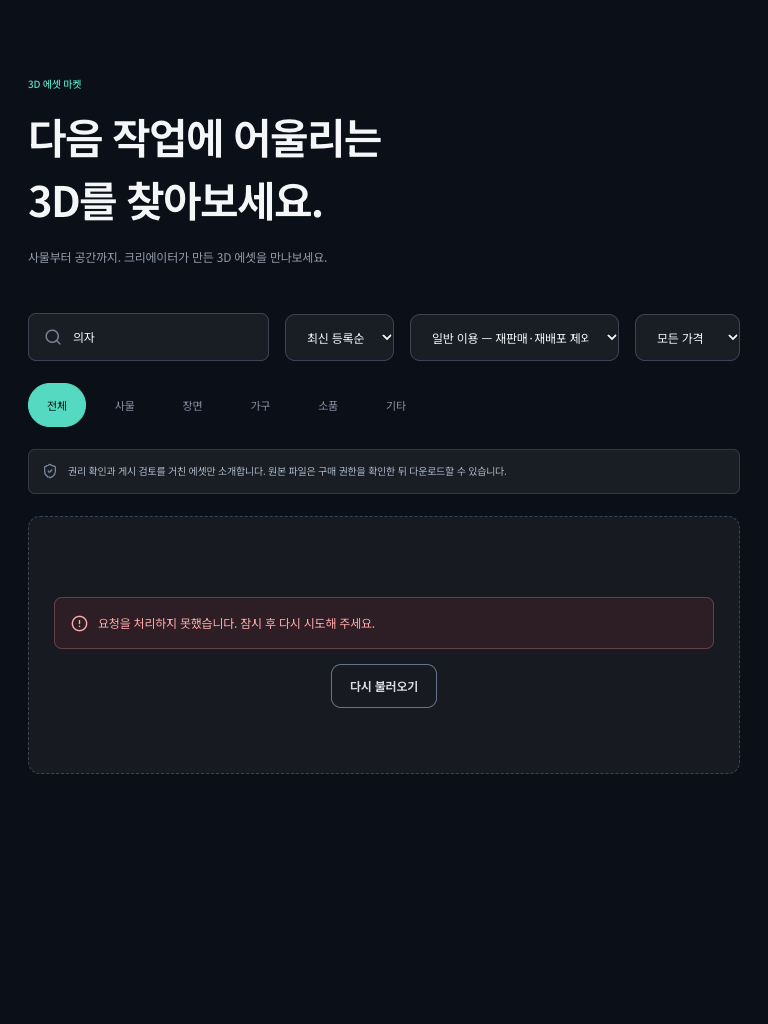 3D 에셋 마켓
다음 작업에 어울리는
3D를 찾아보세요.
사물부터 공간까지. 크리에이터가 만든 3D 에셋을 만나보세요.
의자
최신 등록순
일반 이용 — 재판매·재배포 제외
모든 가격
전체
사물
장면
가구
소품
기타
권리 확인과 게시 검토를 거친 에셋만 소개합니다. 원본 파일은 구매 권한을 확인한 뒤 다운로드할 수 있습니다.
요청을 처리하지 못했습니다. 잠시 후 다시 시도해 주세요.
다시 불러오기